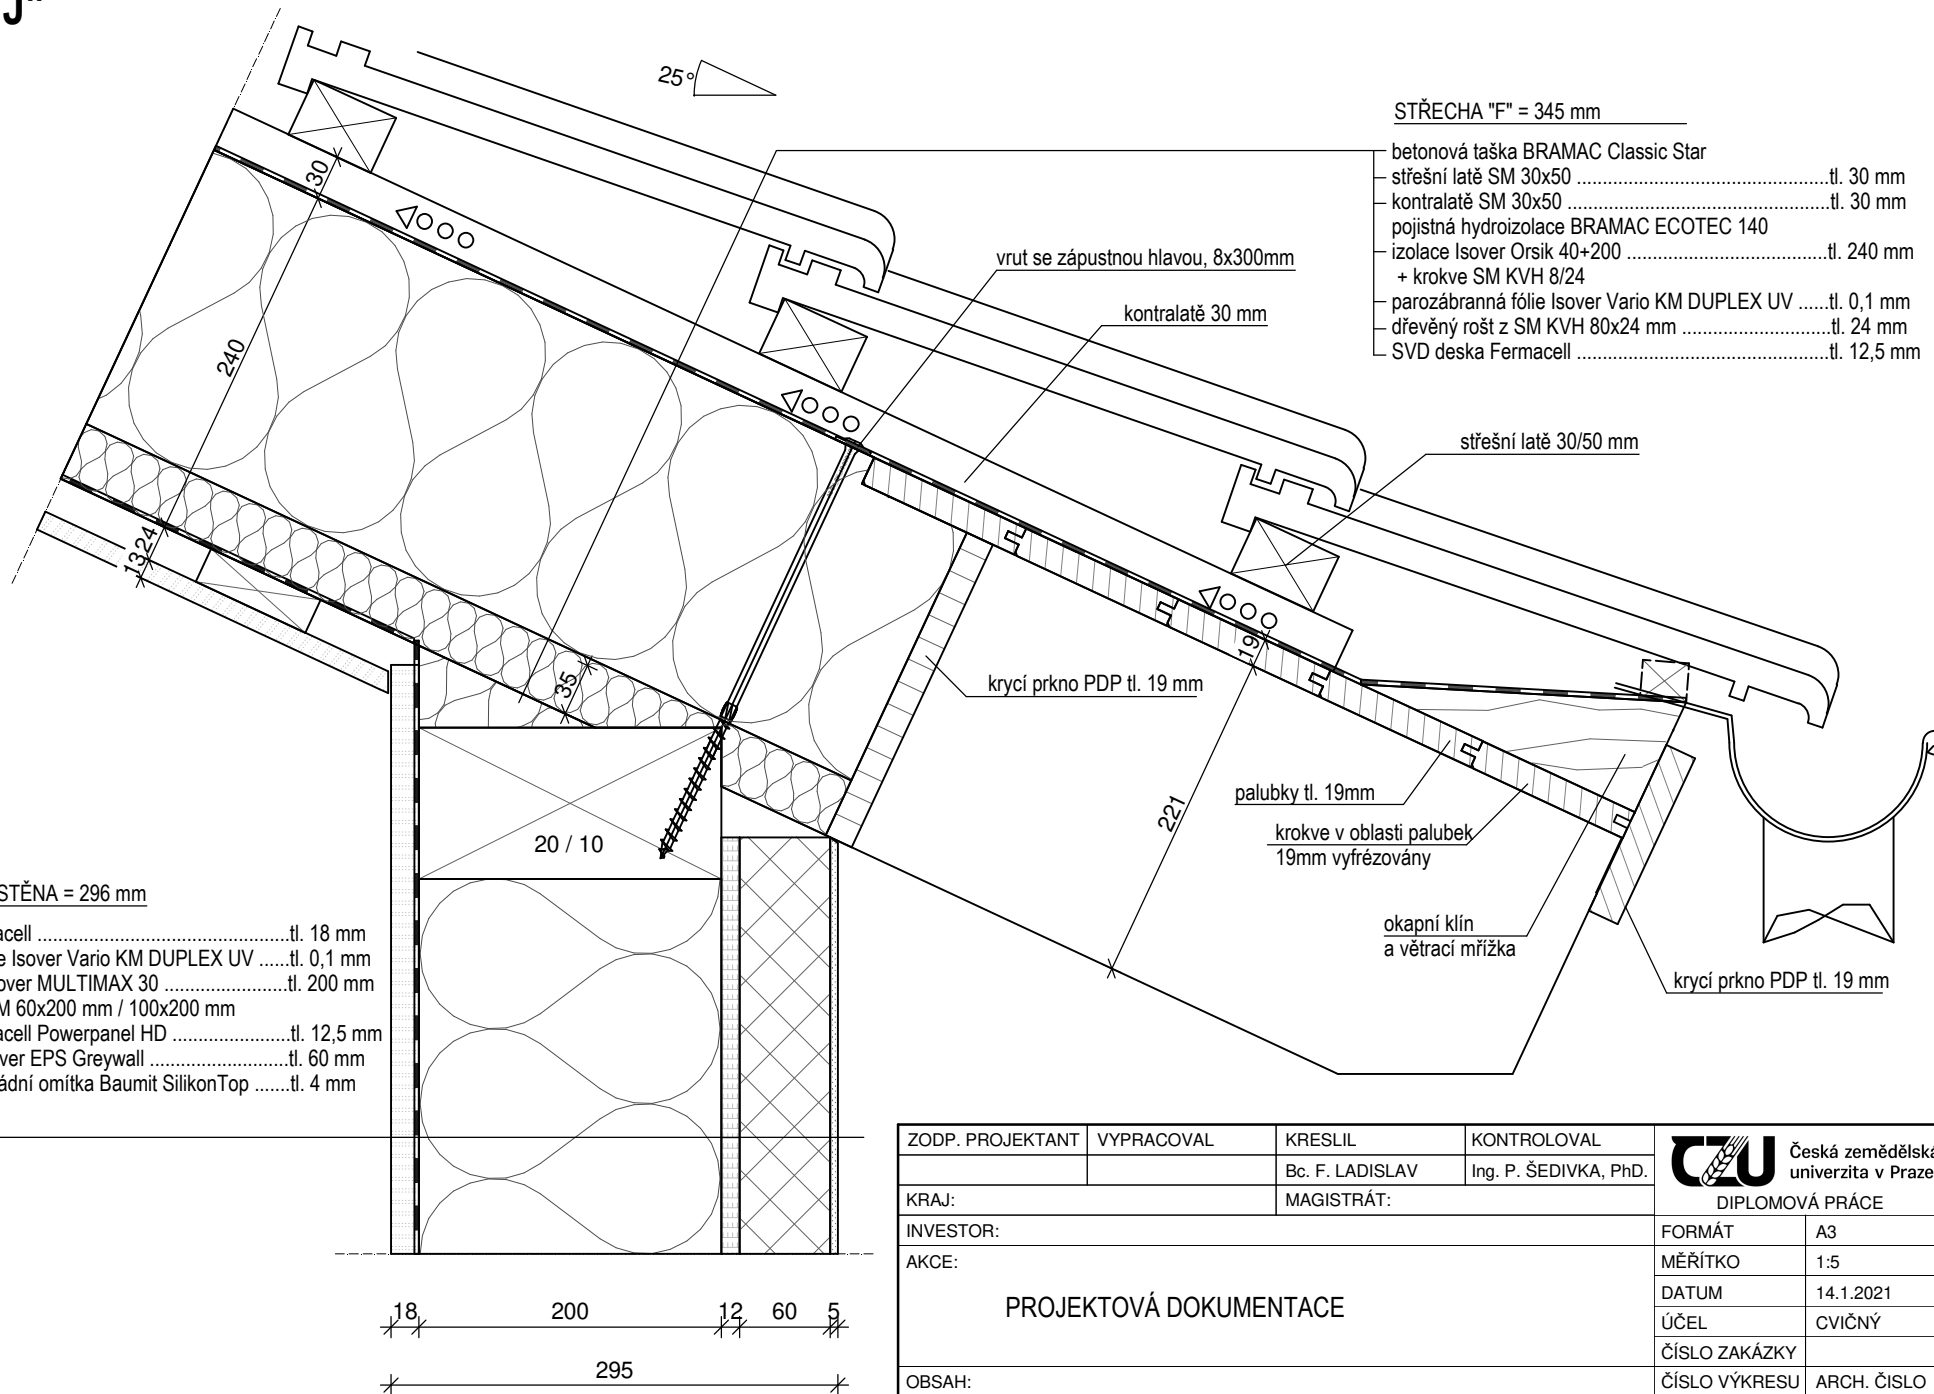 J"
25°
STŘECHA "F" = 345 mm
betonová taška BRAMAC Classic Star
střešní latě SM 30x50 ................................................tl. 30 mm
kontralatě SM 30x50 ..................................................tl. 30 mm
pojistná hydroizolace BRAMAC ECOTEC 140
izolace Isover Orsik 40+200 ......................................tl. 240 mm
+ krokve SM KVH 8/24
parozábranná fólie Isover Vario KM DUPLEX UV ......tl. 0,1 mm
dřevěný rošt z SM KVH 80x24 mm ............................tl. 24 mm
SVD deska Fermacell ................................................tl. 12,5 mm
vrut se zápustnou hlavou, 8x300mm
kontralatě 30 mm
střešní latě 30/50 mm
30
240
24
13
35
19
221
krycí prkno PDP tl. 19 mm
palubky tl. 19mm
krokve v oblasti palubek
19mm vyfrézovány
okapní klín
a větrací mřížka
krycí prkno PDP tl. 19 mm
20 / 10
STĚNA = 296 mm
acell ................................................tl. 18 mm
e Isover Vario KM DUPLEX UV ......tl. 0,1 mm
over MULTIMAX 30 ........................tl. 200 mm
M 60x200 mm / 100x200 mm
acell Powerpanel HD .......................tl. 12,5 mm
ver EPS Greywall ............................tl. 60 mm
ádní omítka Baumit SilikonTop .......tl. 4 mm
18 200 12 60 5
295
ZODP. PROJEKTANT VYPRACOVAL KRESLIL KONTROLOVAL
Bc. F. LADISLAV Ing. P. ŠEDIVKA, PhD.
KRAJ: MAGISTRÁT:
INVESTOR:
AKCE:
PROJEKTOVÁ DOKUMENTACE
OBSAH:
CZU Česká zemědělská
univerzita v Praze
DIPLOMOVÁ PRÁCE
FORMÁT A3
MĚŘÍTKO 1:5
DATUM 14.1.2021
ÚČEL CVIČNÝ
ČÍSLO ZAKÁZKY
ČÍSLO VÝKRESU ARCH. ČISLO